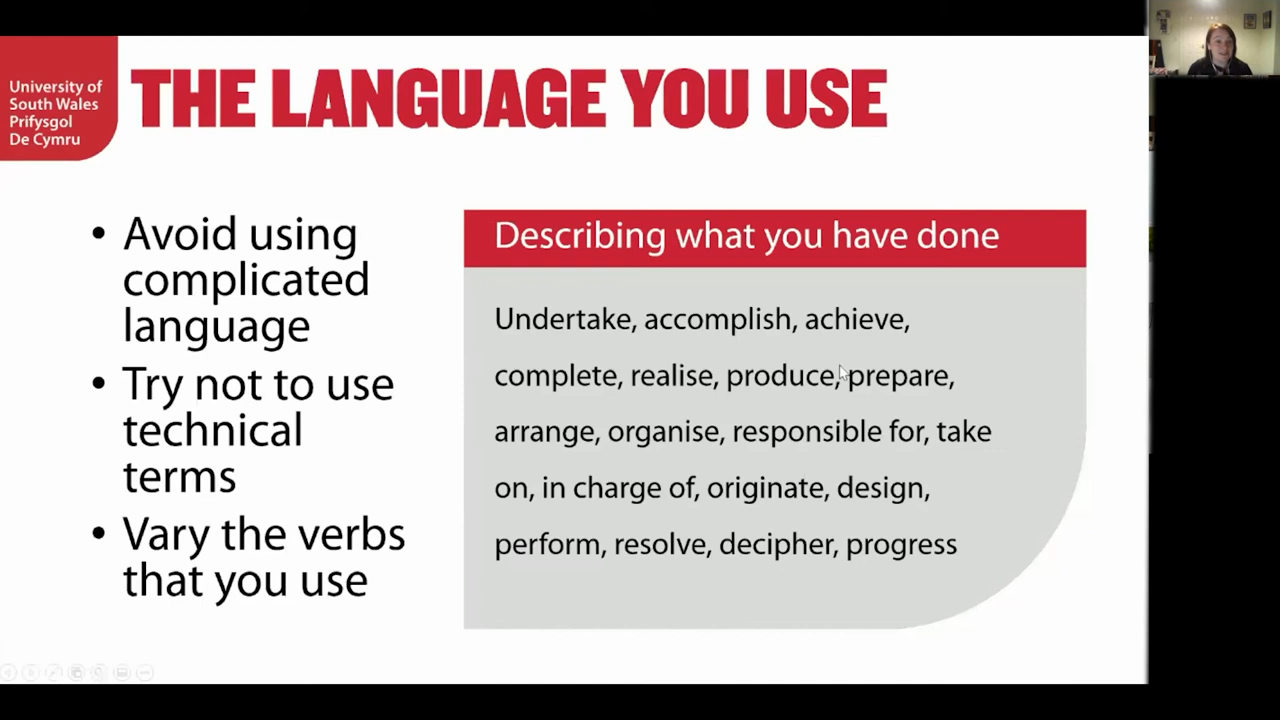 University of
South Wales
Prifysgol
De Cymru
THE LANGUAGE YOU USE
• Avoid using
complicated
language
• Try not to use
technical
terms
• Vary the verbs
that you use
Describing what you have done
Undertake, accomplish, achieve,
complete, realise, produce, prepare,
arrange, organise, responsible for, take
on, in charge of, originate, design,
perform, resolve, decipher, progress